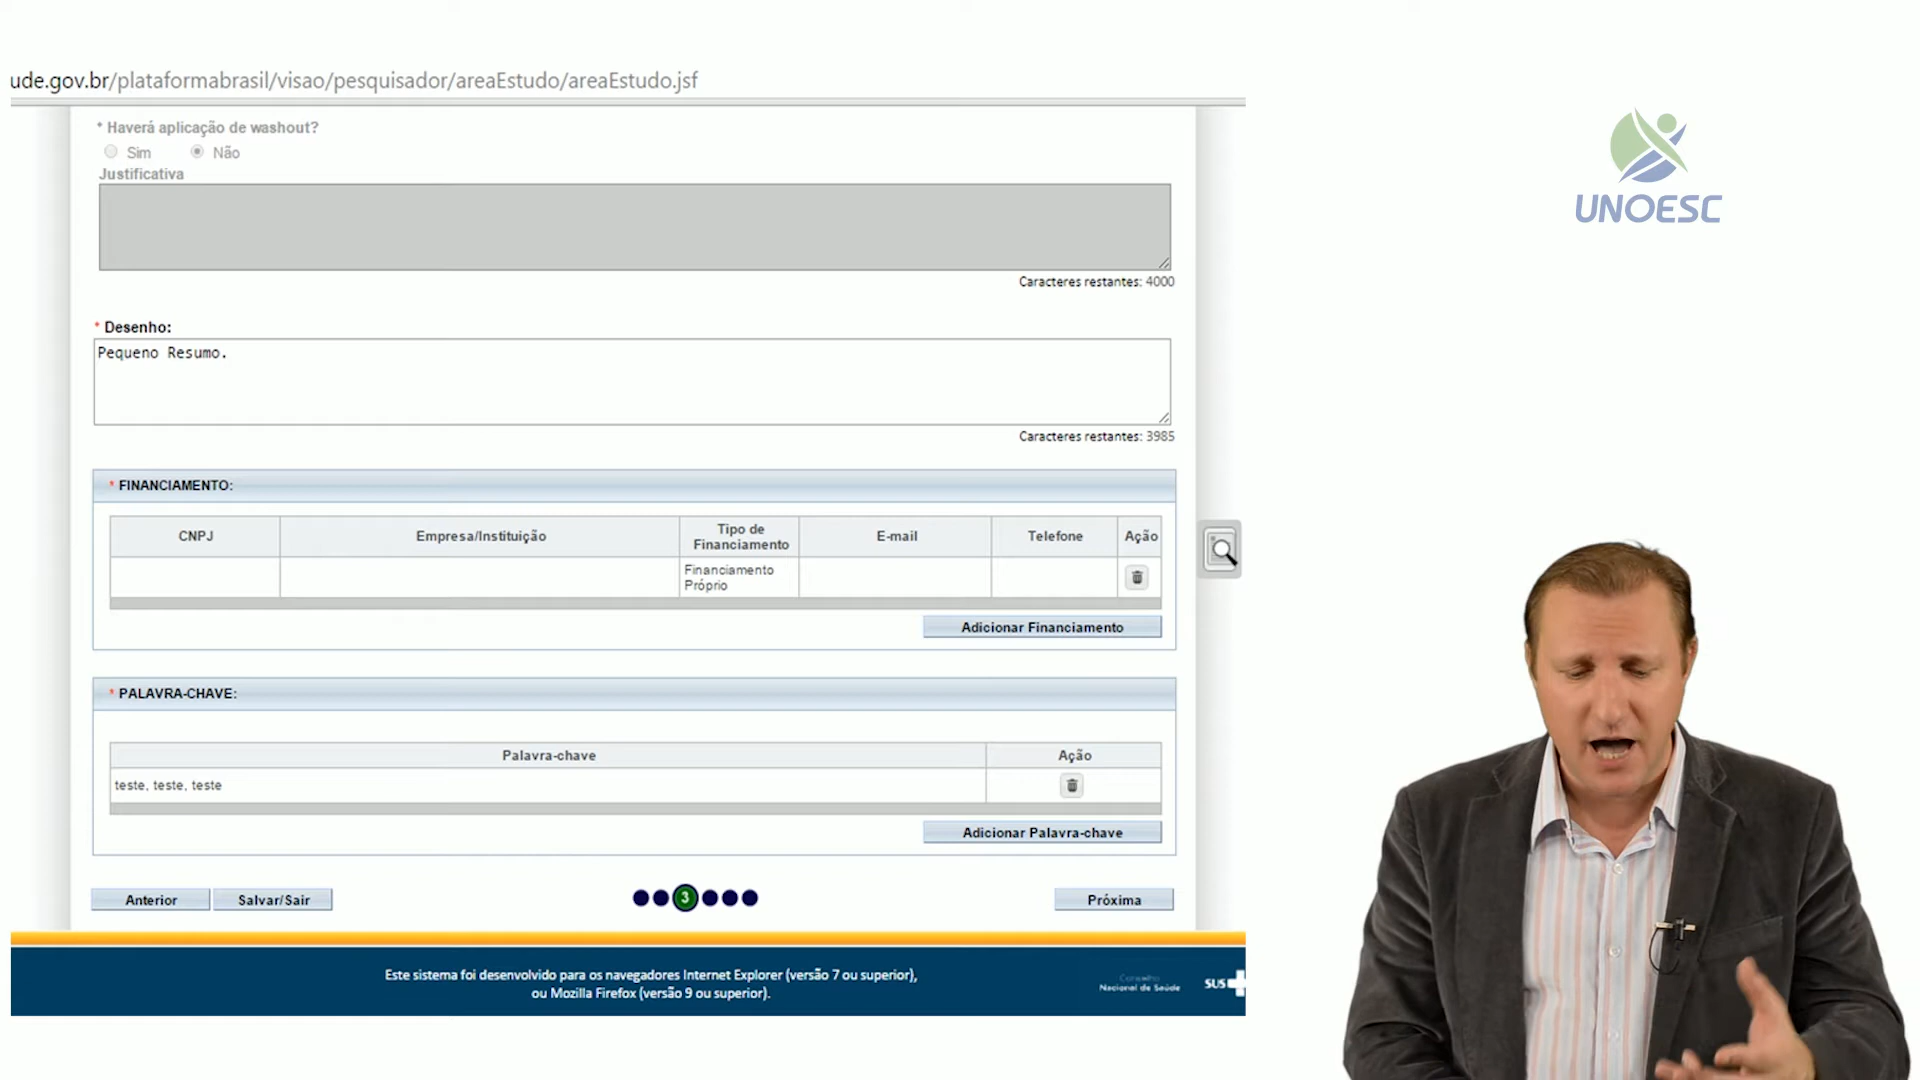 ude.gov.br/plataformabrasil/visao/pesquisador/areaEstudo/areaEstudo.jsf
UNOESC
* Haverá aplicação de washout?
Sim Não
Justificativa
Caracteres restantes: 4000
* Desenho:
Pequeno Resumo.
Caracteres restantes: 3985
* FINANCIAMENTO:
CNPJ Empresa/Instituição Tipo de Financiamento E-mail Telefone Ação
Financiamento
Próprio
Adicionar Financiamento
* PALAVRA-CHAVE:
Palavra-chave Ação
teste, teste, teste
Adicionar Palavra-chave
Anterior Salvar/Sair 3 Próxima
Este sistema foi desenvolvido para os navegadores Internet Explorer (versão 7 ou superior),
ou Mozilla Firefox (versão 9 ou superior).
Conselho
Nacional de Saúde
SUS